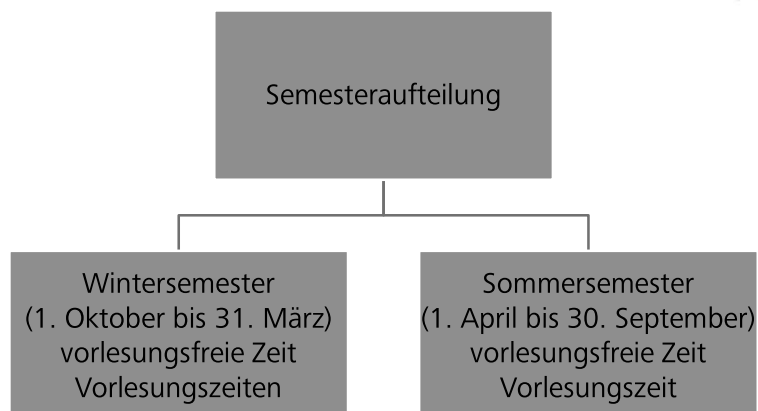 Semesteraufteilung
Wintersemester
(1. Oktober bis 31. März)
vorlesungsfreie Zeit
Vorlesungszeiten
Sommersemester
(1. April bis 30. September)
vorlesungsfreie Zeit
Vorlesungszeit